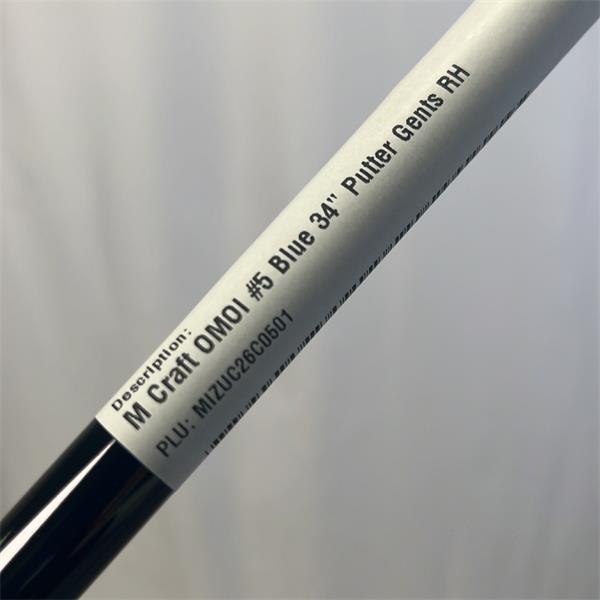 Description:
M Craft OMOI #5 Blue 34" Putter Gents RH
PLU: MIZUC26C0501